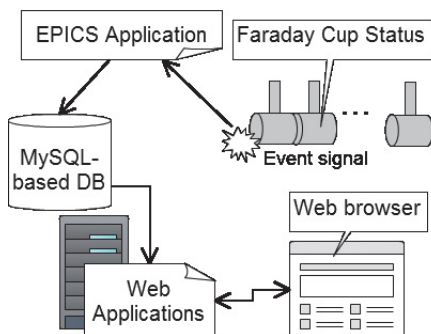 EPICS Application
Faraday Cup Status
Event signal
MySQL-
based DB
Web browser
Web
Applications